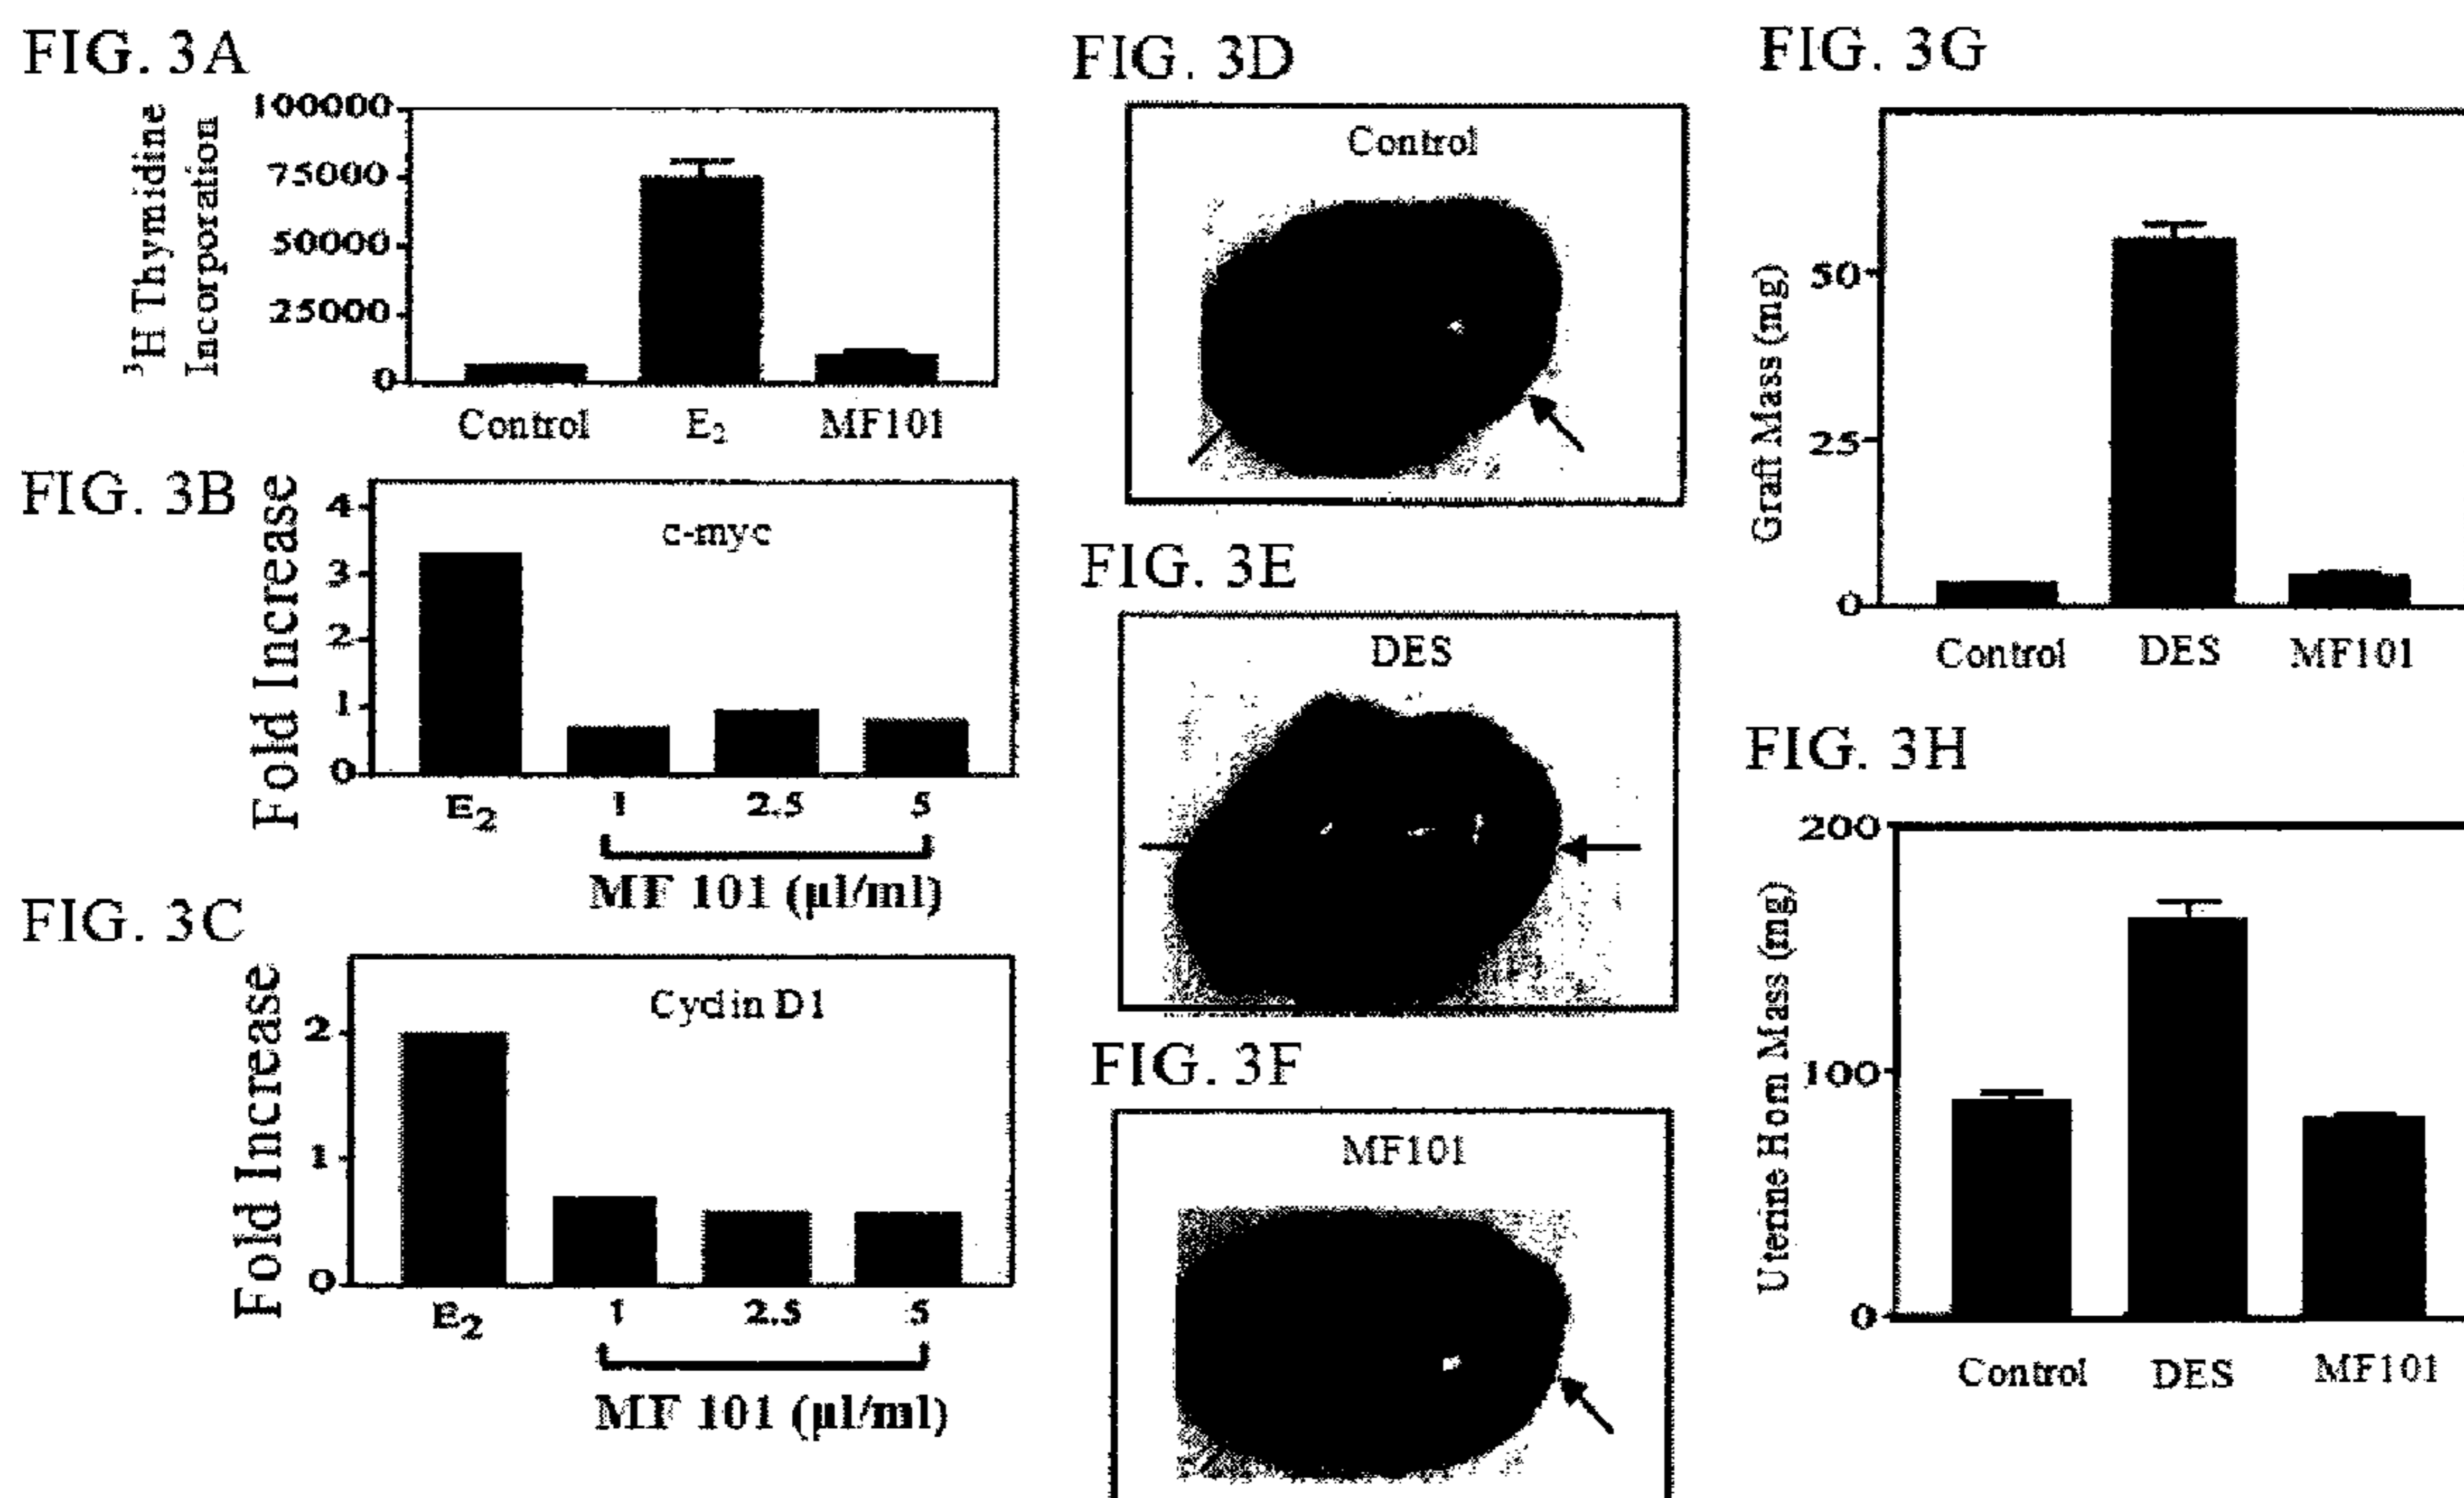 FIG. 3A
³H Thymidine
Incorporation
100000
75000
50000
25000
0
Control E₂ MF101
FIG. 3B
Fold Increase
4
3
2
1
0
c-myc
E₂ 1 2.5 5
MF 101 (µl/ml)
FIG. 3C
Fold Increase
2
1
0
Cyclin D1
E₂ 1 2.5 5
MF 101 (µl/ml)
FIG. 3D
Control
FIG. 3E
DES
FIG. 3F
MF101
FIG. 3G
Graft Mass (mg)
50
25
0
Control DES MF101
FIG. 3H
Uterine Horn Mass (mg)
200
100
0
Control DES MF101